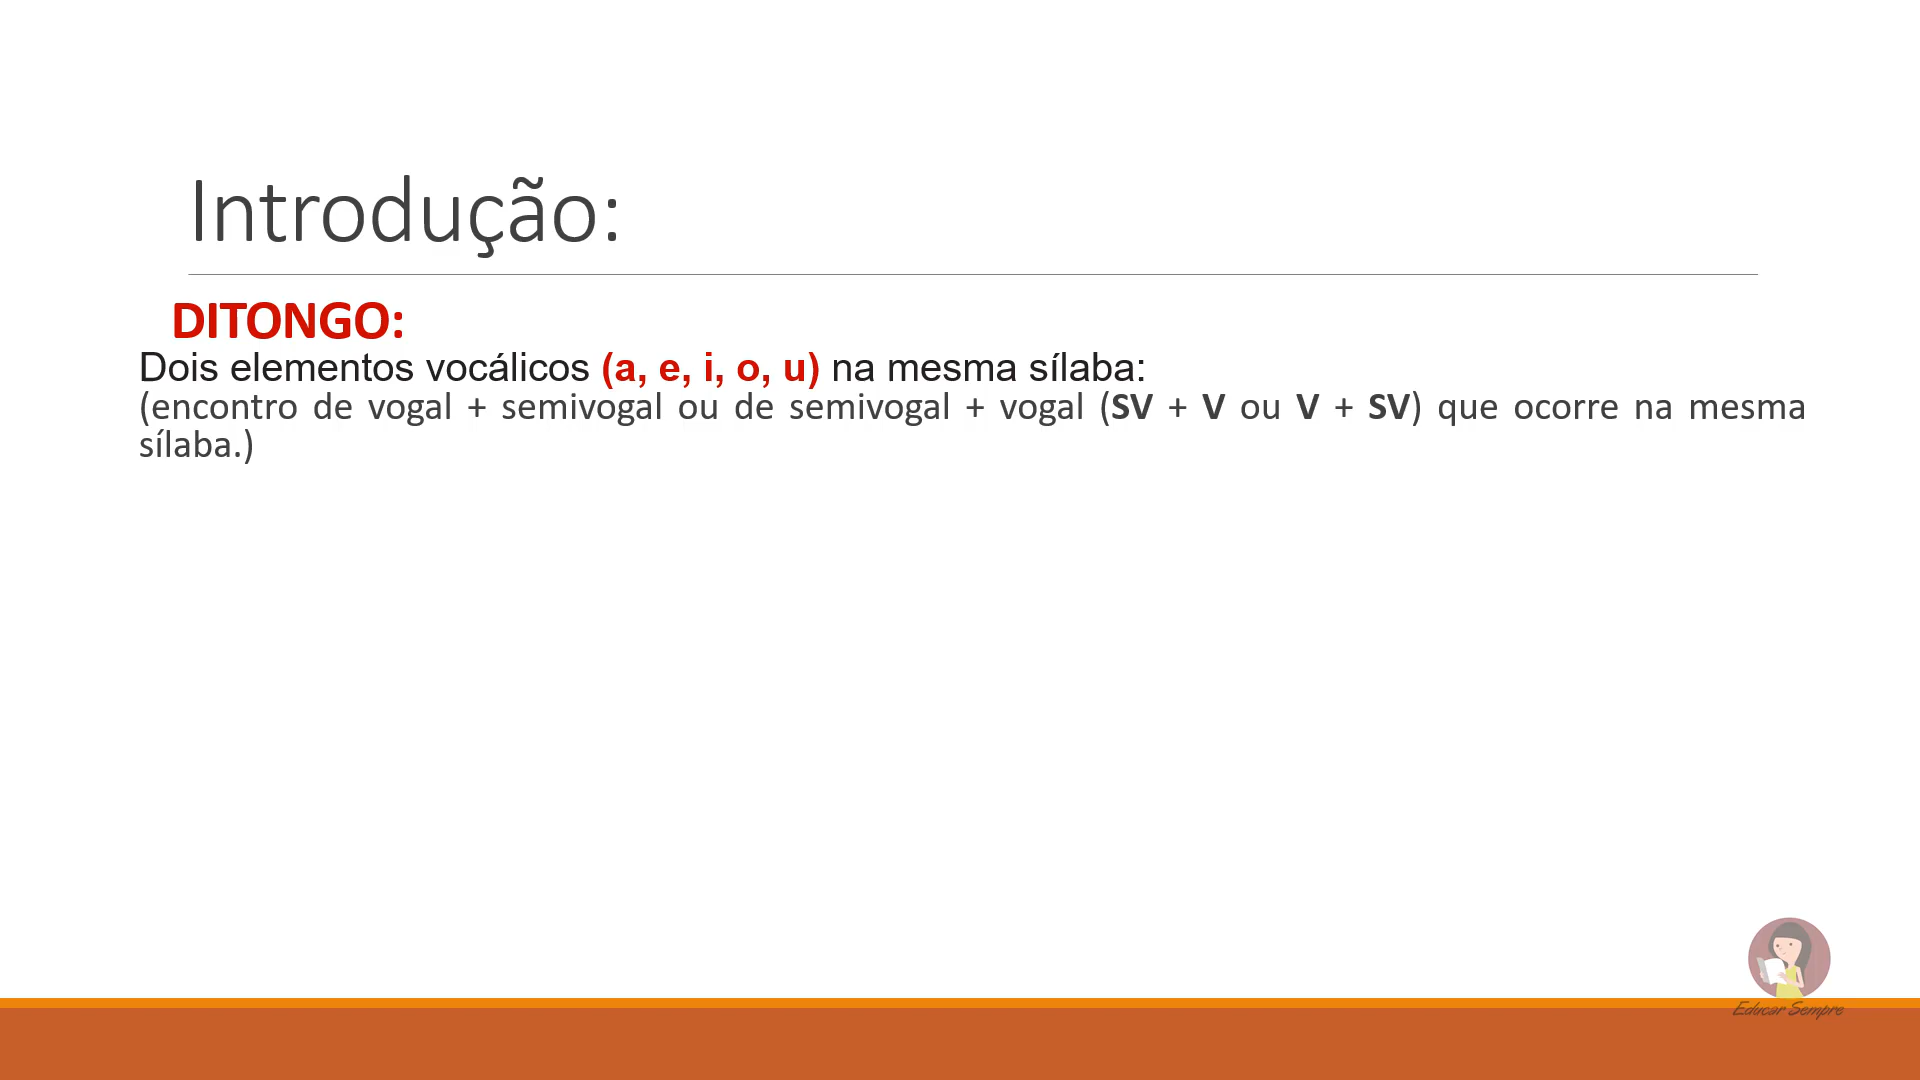 Introdução:
DITONGO:
Dois elementos vocálicos (a, e, i, o, u) na mesma sílaba:
(encontro de vogal + semivogal ou de semivogal + vogal (SV + V ou V + SV) que ocorre na mesma
sílaba.)
Educar Sempre